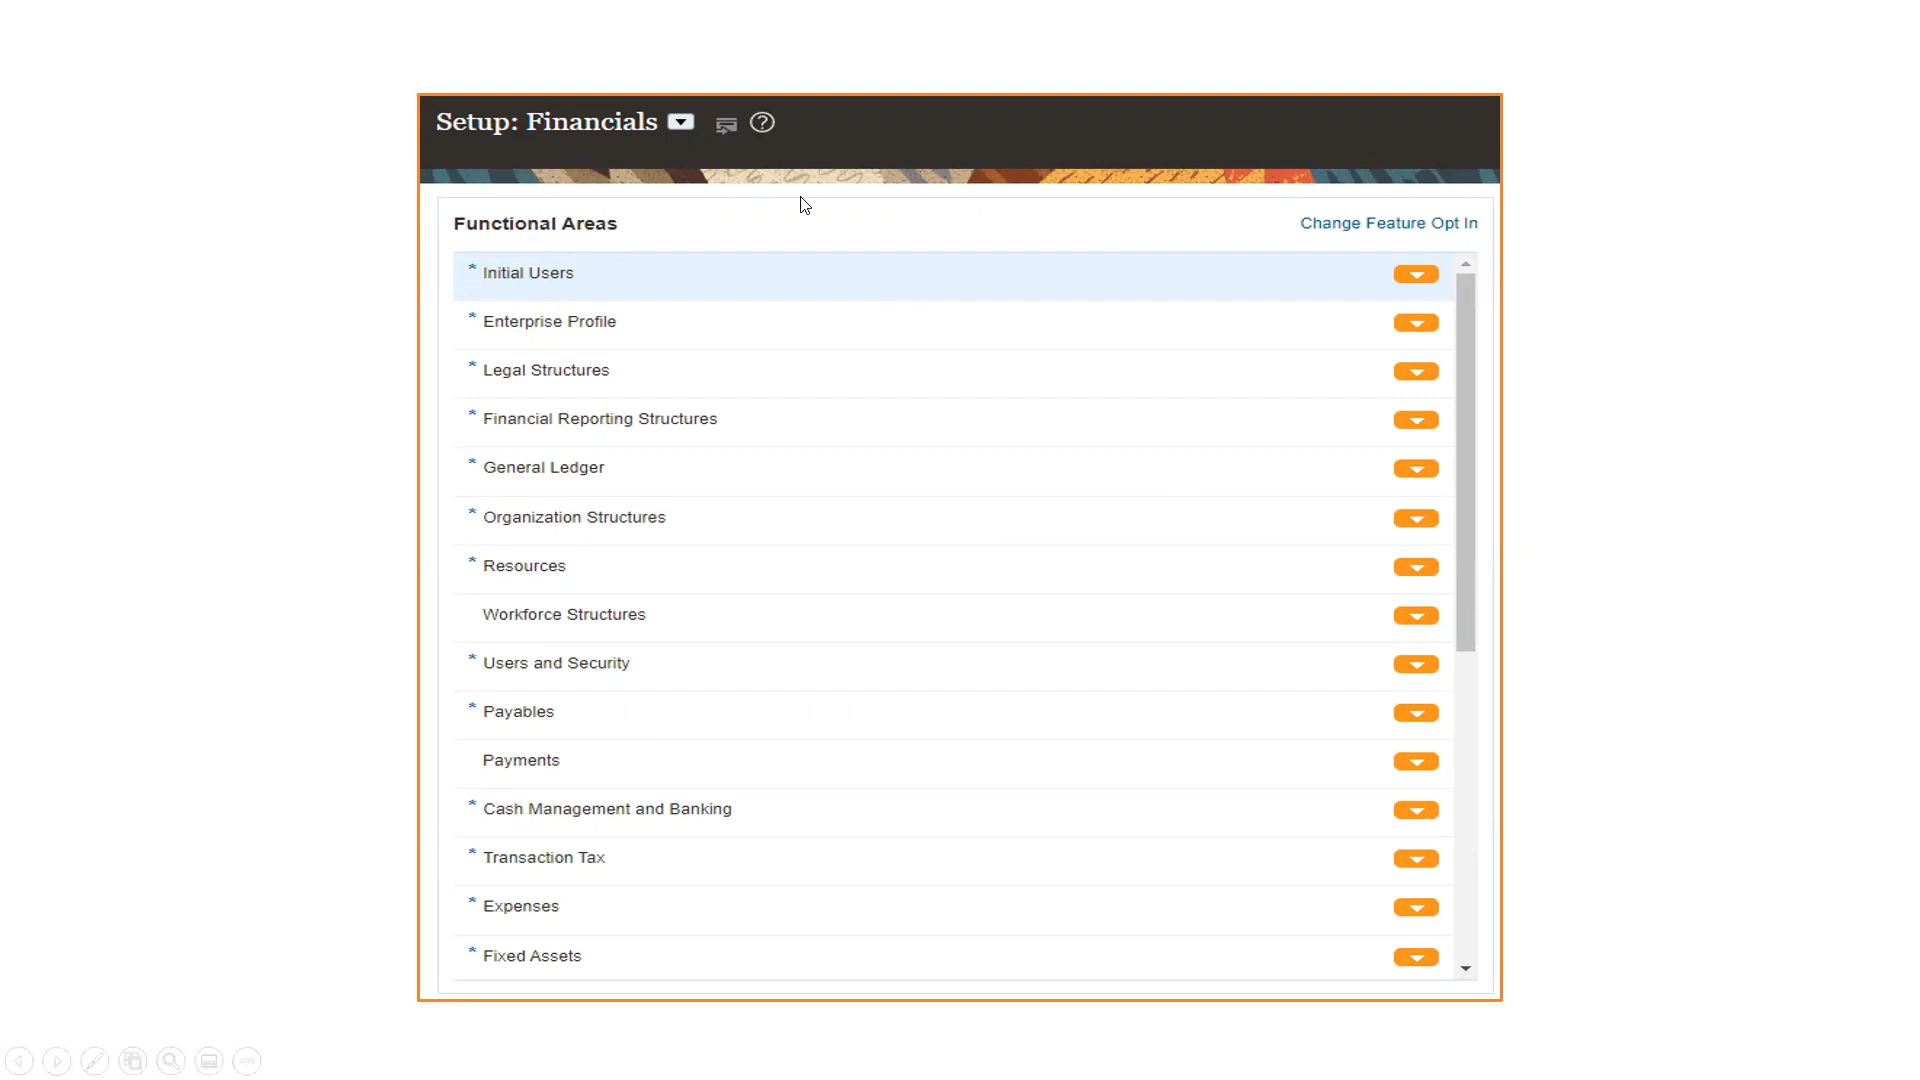 Setup: Financials
Functional Areas
Change Feature Opt In
* Initial Users
* Enterprise Profile
* Legal Structures
* Financial Reporting Structures
* General Ledger
* Organization Structures
* Resources
Workforce Structures
* Users and Security
* Payables
Payments
* Cash Management and Banking
* Transaction Tax
* Expenses
* Fixed Assets